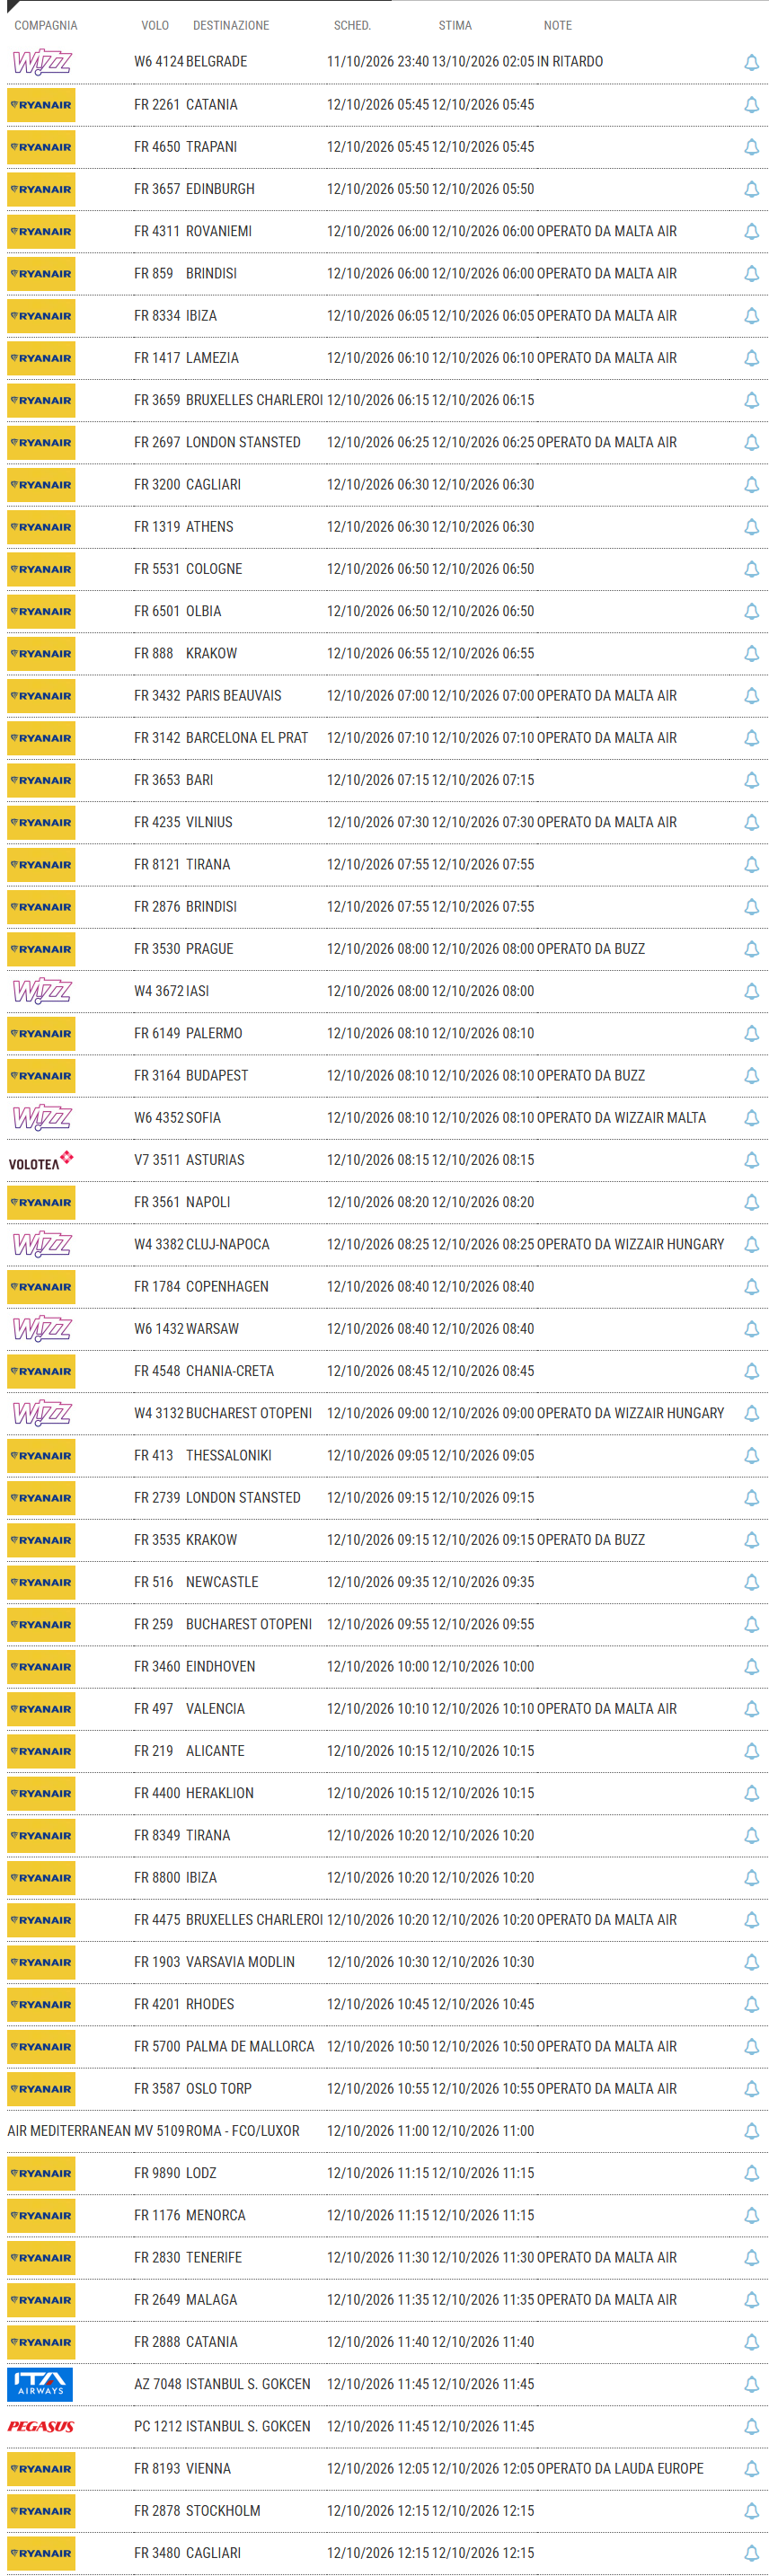 COMPAGNIA VOLO DESTINAZIONE SCHED. STIMA NOTE
WIZZ W6 4124 BELGRADE 11/10/2026 23:40 13/10/2026 02:05 IN RITARDO
RYANAIR FR 2261 CATANIA 12/10/2026 05:45 12/10/2026 05:45
RYANAIR FR 4650 TRAPANI 12/10/2026 05:45 12/10/2026 05:45
RYANAIR FR 3657 EDINBURGH 12/10/2026 05:50 12/10/2026 05:50
RYANAIR FR 4311 ROVANIEMI 12/10/2026 06:00 12/10/2026 06:00 OPERATO DA MALTA AIR
RYANAIR FR 859 BRINDISI 12/10/2026 06:00 12/10/2026 06:00 OPERATO DA MALTA AIR
RYANAIR FR 8334 IBIZA 12/10/2026 06:05 12/10/2026 06:05 OPERATO DA MALTA AIR
RYANAIR FR 1417 LAMEZIA 12/10/2026 06:10 12/10/2026 06:10 OPERATO DA MALTA AIR
RYANAIR FR 3659 BRUXELLES CHARLEROI 12/10/2026 06:15 12/10/2026 06:15
RYANAIR FR 2697 LONDON STANSTED 12/10/2026 06:25 12/10/2026 06:25 OPERATO DA MALTA AIR
RYANAIR FR 3200 CAGLIARI 12/10/2026 06:30 12/10/2026 06:30
RYANAIR FR 1319 ATHENS 12/10/2026 06:30 12/10/2026 06:30
RYANAIR FR 5531 COLOGNE 12/10/2026 06:50 12/10/2026 06:50
RYANAIR FR 6501 OLBIA 12/10/2026 06:50 12/10/2026 06:50
RYANAIR FR 888 KRAKOW 12/10/2026 06:55 12/10/2026 06:55
RYANAIR FR 3432 PARIS BEAUVAIS 12/10/2026 07:00 12/10/2026 07:00 OPERATO DA MALTA AIR
RYANAIR FR 3142 BARCELONA EL PRAT 12/10/2026 07:10 12/10/2026 07:10 OPERATO DA MALTA AIR
RYANAIR FR 3653 BARI 12/10/2026 07:15 12/10/2026 07:15
RYANAIR FR 4235 VILNIUS 12/10/2026 07:30 12/10/2026 07:30 OPERATO DA MALTA AIR
RYANAIR FR 8121 TIRANA 12/10/2026 07:55 12/10/2026 07:55
RYANAIR FR 2876 BRINDISI 12/10/2026 07:55 12/10/2026 07:55
RYANAIR FR 3530 PRAGUE 12/10/2026 08:00 12/10/2026 08:00 OPERATO DA BUZZ
WIZZ W4 3672 IASI 12/10/2026 08:00 12/10/2026 08:00
RYANAIR FR 6149 PALERMO 12/10/2026 08:10 12/10/2026 08:10
RYANAIR FR 3164 BUDAPEST 12/10/2026 08:10 12/10/2026 08:10 OPERATO DA BUZZ
WIZZ W6 4352 SOFIA 12/10/2026 08:10 12/10/2026 08:10 OPERATO DA WIZZAIR MALTA
VOLOTEA V7 3511 ASTURIAS 12/10/2026 08:15 12/10/2026 08:15
RYANAIR FR 3561 NAPOLI 12/10/2026 08:20 12/10/2026 08:20
WIZZ W4 3382 CLUJ-NAPOCA 12/10/2026 08:25 12/10/2026 08:25 OPERATO DA WIZZAIR HUNGARY
RYANAIR FR 1784 COPENHAGEN 12/10/2026 08:40 12/10/2026 08:40
WIZZ W6 1432 WARSAW 12/10/2026 08:40 12/10/2026 08:40
RYANAIR FR 4548 CHANIA-CRETA 12/10/2026 08:45 12/10/2026 08:45
WIZZ W4 3132 BUCHAREST OTOPENI 12/10/2026 09:00 12/10/2026 09:00 OPERATO DA WIZZAIR HUNGARY
RYANAIR FR 413 THESSALONIKI 12/10/2026 09:05 12/10/2026 09:05
RYANAIR FR 2739 LONDON STANSTED 12/10/2026 09:15 12/10/2026 09:15
RYANAIR FR 3535 KRAKOW 12/10/2026 09:15 12/10/2026 09:15 OPERATO DA BUZZ
RYANAIR FR 516 NEWCASTLE 12/10/2026 09:35 12/10/2026 09:35
RYANAIR FR 259 BUCHAREST OTOPENI 12/10/2026 09:55 12/10/2026 09:55
RYANAIR FR 3460 EINDHOVEN 12/10/2026 10:00 12/10/2026 10:00
RYANAIR FR 497 VALENCIA 12/10/2026 10:10 12/10/2026 10:10 OPERATO DA MALTA AIR
RYANAIR FR 219 ALICANTE 12/10/2026 10:15 12/10/2026 10:15
RYANAIR FR 4400 HERAKLION 12/10/2026 10:15 12/10/2026 10:15
RYANAIR FR 8349 TIRANA 12/10/2026 10:20 12/10/2026 10:20
RYANAIR FR 8800 IBIZA 12/10/2026 10:20 12/10/2026 10:20
RYANAIR FR 4475 BRUXELLES CHARLEROI 12/10/2026 10:20 12/10/2026 10:20 OPERATO DA MALTA AIR
RYANAIR FR 1903 VARSAVIA MODLIN 12/10/2026 10:30 12/10/2026 10:30
RYANAIR FR 4201 RHODES 12/10/2026 10:45 12/10/2026 10:45
RYANAIR FR 5700 PALMA DE MALLORCA 12/10/2026 10:50 12/10/2026 10:50 OPERATO DA MALTA AIR
RYANAIR FR 3587 OSLO TORP 12/10/2026 10:55 12/10/2026 10:55 OPERATO DA MALTA AIR
AIR MEDITERRANEAN MV 5109 ROMA - FCO/LUXOR 12/10/2026 11:00 12/10/2026 11:00
RYANAIR FR 9890 LODZ 12/10/2026 11:15 12/10/2026 11:15
RYANAIR FR 1176 MENORCA 12/10/2026 11:15 12/10/2026 11:15
RYANAIR FR 2830 TENERIFE 12/10/2026 11:30 12/10/2026 11:30 OPERATO DA MALTA AIR
RYANAIR FR 2649 MALAGA 12/10/2026 11:35 12/10/2026 11:35 OPERATO DA MALTA AIR
RYANAIR FR 2888 CATANIA 12/10/2026 11:40 12/10/2026 11:40
ITA AIRWAYS AZ 7048 ISTANBUL S. GOKCEN 12/10/2026 11:45 12/10/2026 11:45
PEGASUS PC 1212 ISTANBUL S. GOKCEN 12/10/2026 11:45 12/10/2026 11:45
RYANAIR FR 8193 VIENNA 12/10/2026 12:05 12/10/2026 12:05 OPERATO DA LAUDA EUROPE
RYANAIR FR 2878 STOCKHOLM 12/10/2026 12:15 12/10/2026 12:15
RYANAIR FR 3480 CAGLIARI 12/10/2026 12:15 12/10/2026 12:15